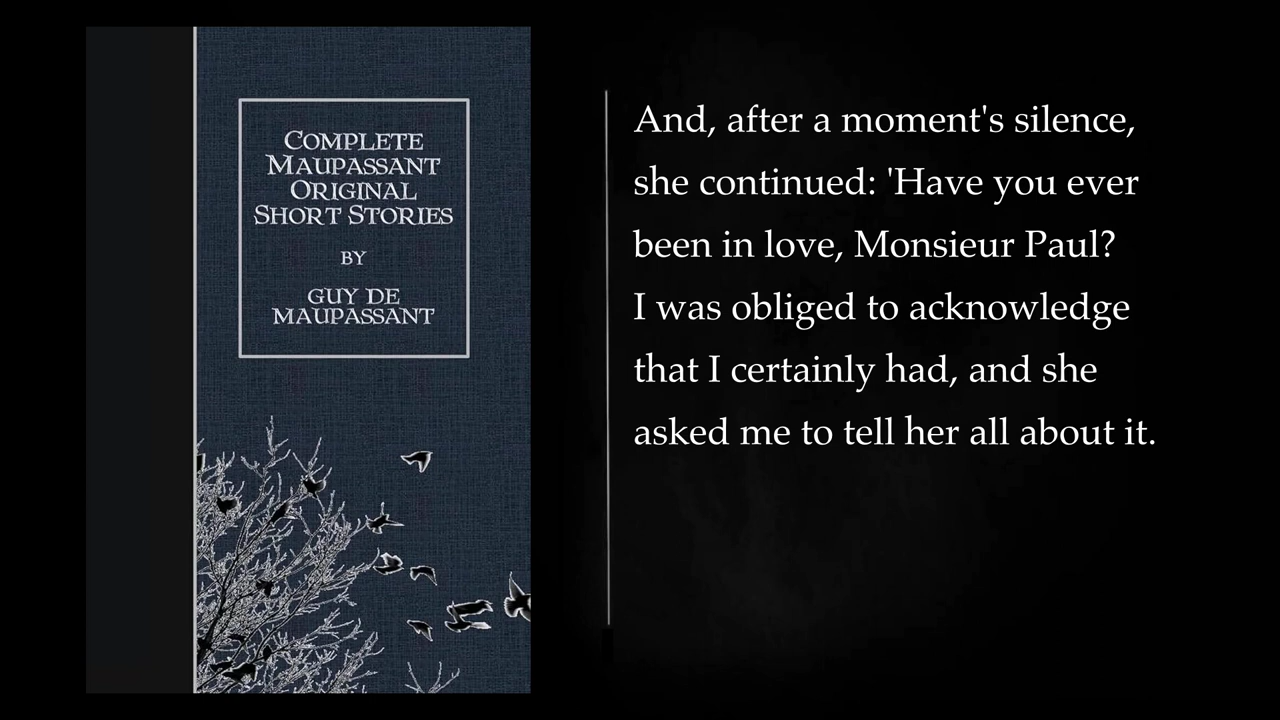 COMPLETE
MAUPASSANT
ORIGINAL
SHORT STORIES
BY
GUY DE
MAUPASSANT
And, after a moment's silence,
she continued: 'Have you ever
been in love, Monsieur Paul?
I was obliged to acknowledge
that I certainly had, and she
asked me to tell her all about it.